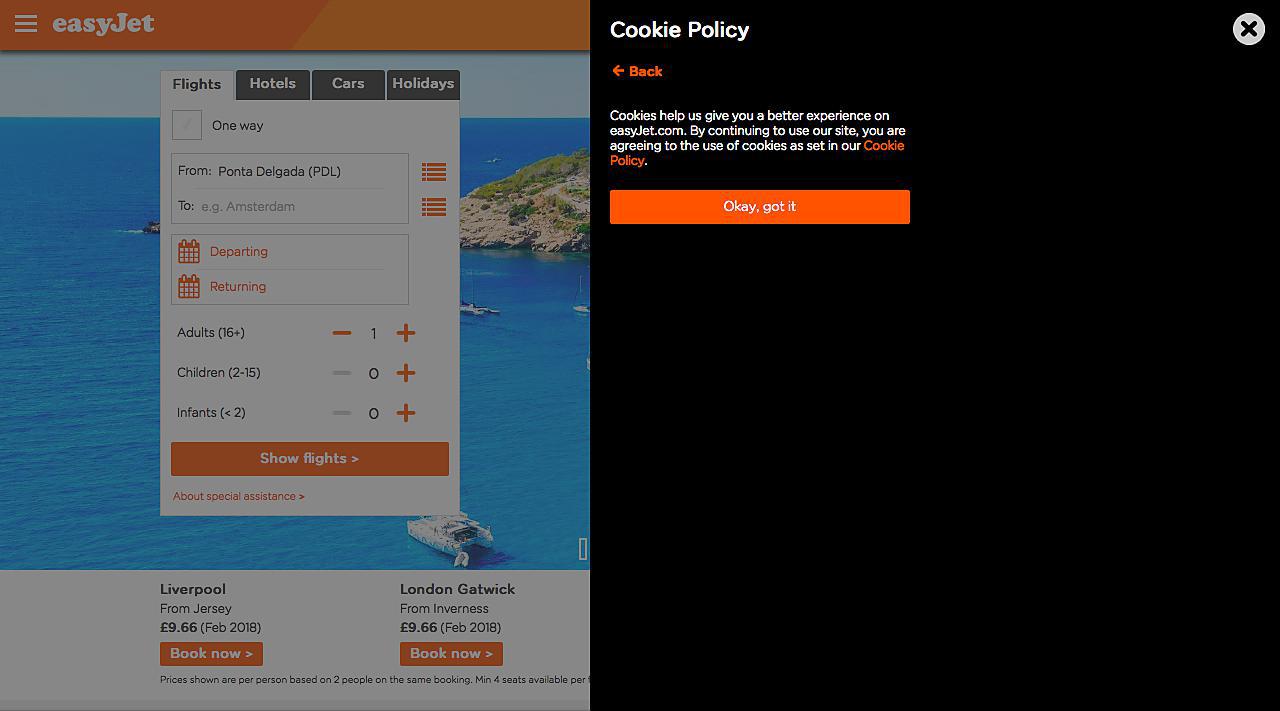 easyJet
Flights
Hotels
Cars
Holidays
One way
From: Ponta Delgada (PDL)
To: e.g. Amsterdam
Departing
Returning
Adults (16+) 1
Children (2-15) 0
Infants (< 2) 0
Show flights >
About special assistance >
Liverpool
From Jersey
£9.66 (Feb 2018)
Book now >
London Gatwick
From Inverness
£9.66 (Feb 2018)
Book now >
Prices shown are per person based on 2 people on the same booking. Min 4 seats available per
Cookie Policy
Back
Cookies help us give you a better experience on
easyJet.com. By continuing to use our site, you are
agreeing to the use of cookies as set in our Cookie
Policy.
Okay, got it